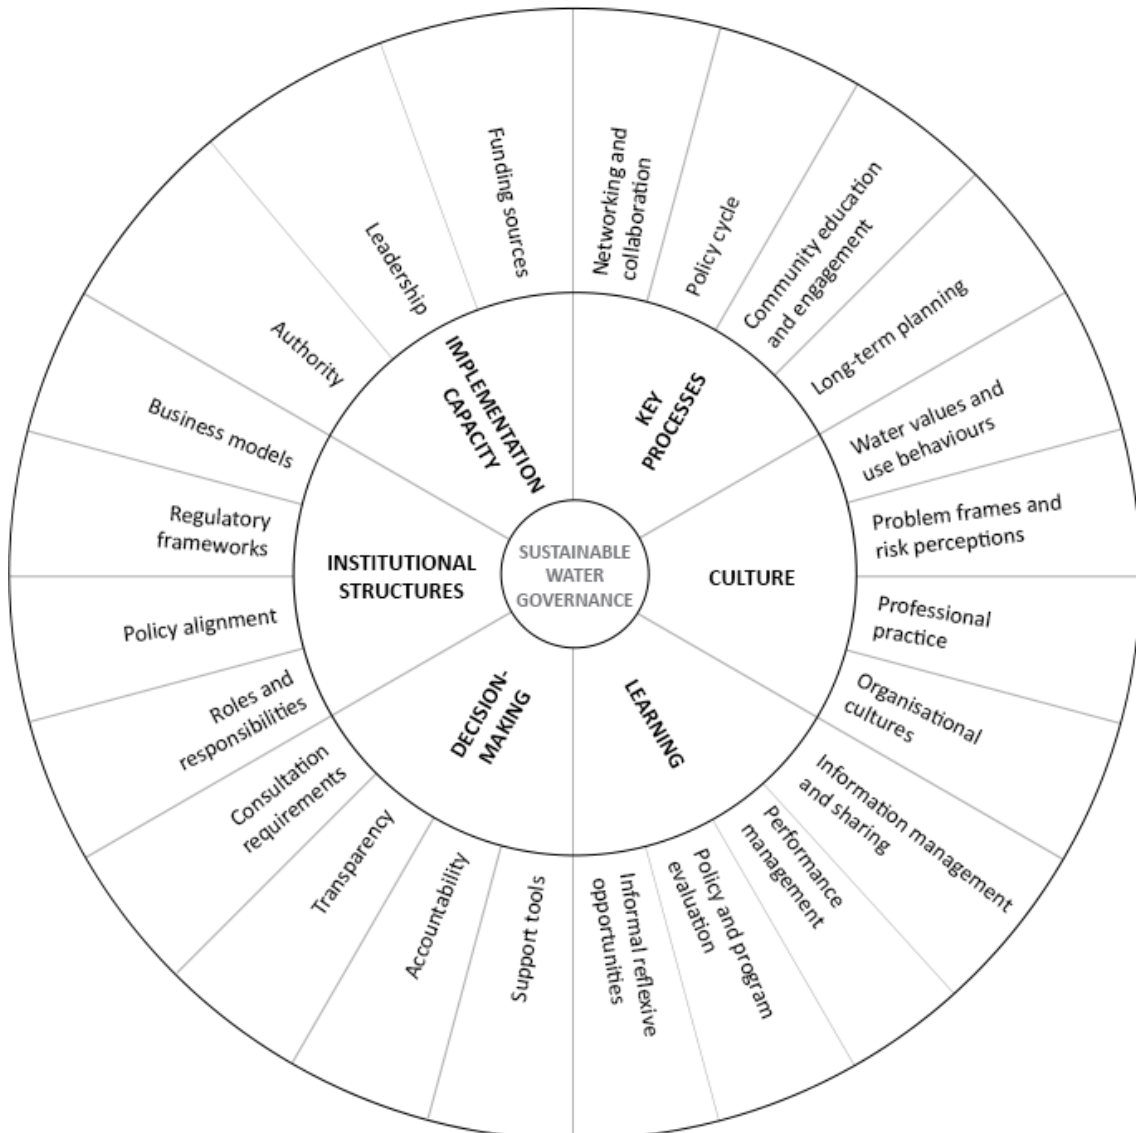 SUSTAINABLE
WATER
GOVERNANCE
KEY
PROCESSES
Networking and
collaboration
Policy cycle
Community education
and engagement
Long-term planning
CULTURE
Water values and
use behaviours
Problem frames and
risk perceptions
Professional
practice
Organisational
cultures
LEARNING
Information management
and sharing
Performance
management
Policy and program
evaluation
Informal reflexive
opportunities
DECISION-
MAKING
Support tools
Accountability
Transparency
Consultation
requirements
INSTITUTIONAL
STRUCTURES
Roles and
responsibilities
Policy alignment
Regulatory
frameworks
Business models
IMPLEMENTATION
CAPACITY
Authority
Leadership
Funding sources